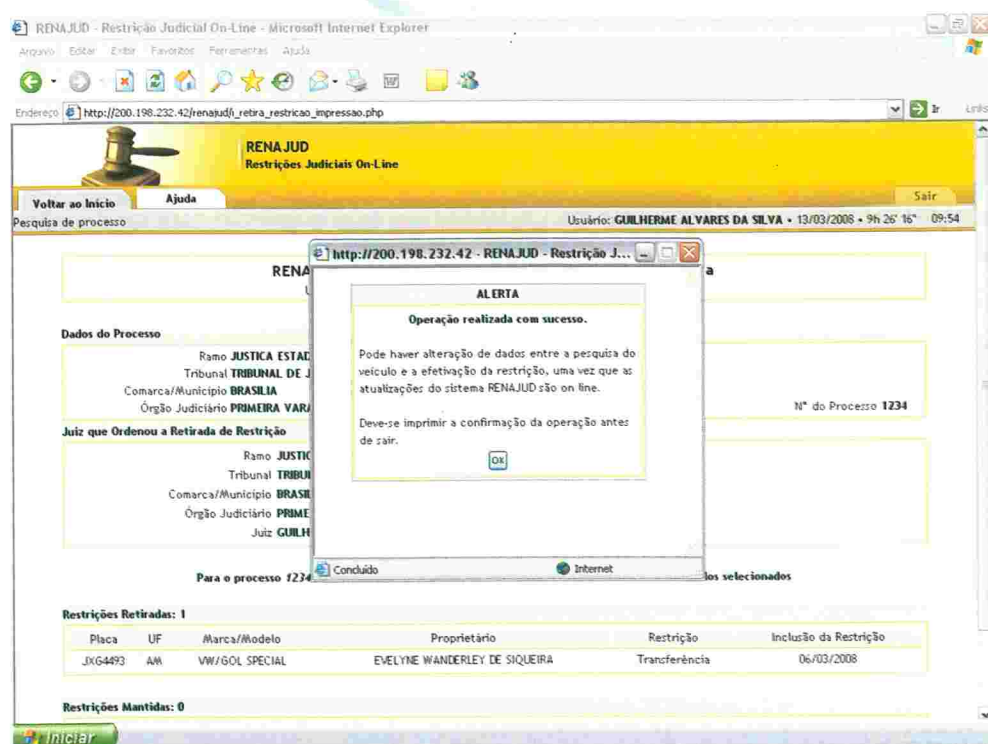 RENAJUD - Restrição Judicial On-Line - Microsoft Internet Explorer
Arquivo Editar Exibir Favoritos Ferramentas Ajuda
Endereço http://200.198.232.42/renajud/i_retira_restricao_impressao.php Ir Links
RENAJUD
Restrições Judiciais On-Line
Voltar ao Início Ajuda Sair
Pesquisa de processo Usuário: GUILHERME ALVARES DA SILVA • 13/03/2008 • 9h 26' 16" 09:54
http://200.198.232.42 - RENAJUD - Restrição J...
RENA
a
ALERTA
Operação realizada com sucesso.
Pode haver alteração de dados entre a pesquisa do
veículo e a efetivação da restrição, uma vez que as
atualizações do sistema RENAJUD são on line.
Deve-se imprimir a confirmação da operação antes
de sair.
OK
Concluído Internet
Dados do Processo
Ramo JUSTICA ESTAD
Tribunal TRIBUNAL DE J
Comarca/Município BRASILIA
Órgão Judiciário PRIMEIRA VARA
N° do Processo 1234
Juiz que Ordenou a Retirada de Restrição
Ramo JUSTIC
Tribunal TRIBUN
Comarca/Município BRASIL
Órgão Judiciário PRIME
Juiz GUILH
Para o processo 1234
los selecionados
Restrições Retiradas: 1
Placa UF Marca/Modelo Proprietário Restrição Inclusão da Restrição
JXG4493 AM VW/GOL SPECIAL EVELYNE WANDERLEY DE SIQUEIRA Transferência 06/03/2008
Restrições Mantidas: 0
Iniciar